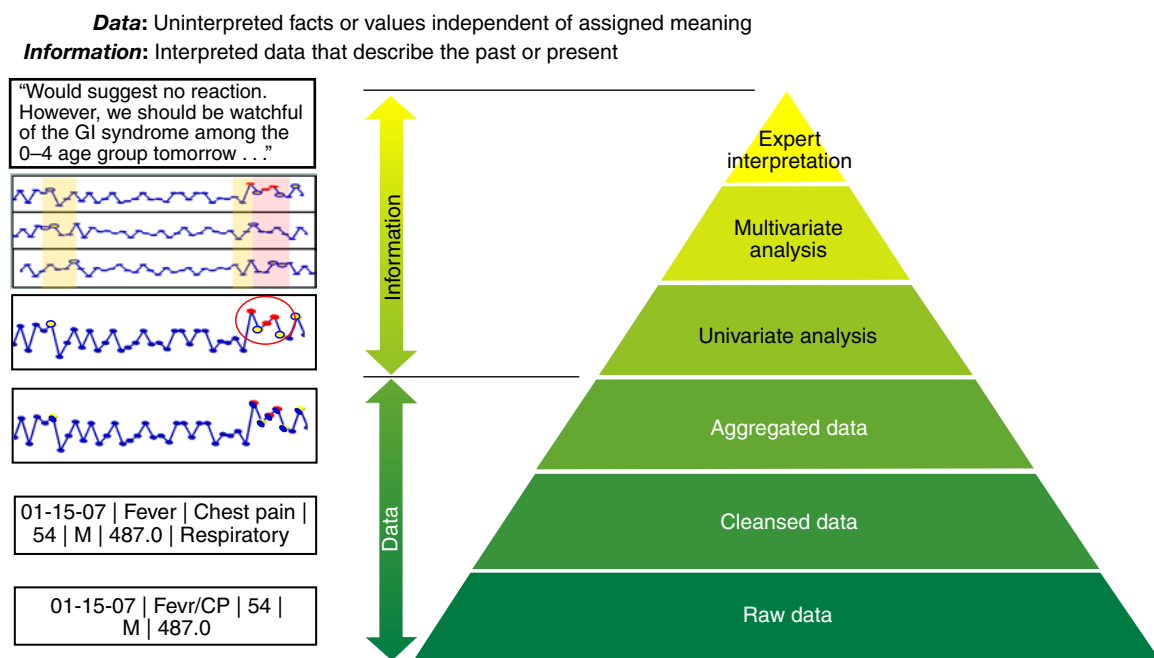 Data: Uninterpreted facts or values independent of assigned meaning
Information: Interpreted data that describe the past or present
“Would suggest no reaction.
However, we should be watchful
of the GI syndrome among the
0–4 age group tomorrow . . .”
01-15-07 | Fever | Chest pain |
54 | M | 487.0 | Respiratory
01-15-07 | Fevr/CP | 54 |
M | 487.0
Information
Data
Expert
interpretation
Multivariate
analysis
Univariate analysis
Aggregated data
Cleansed data
Raw data